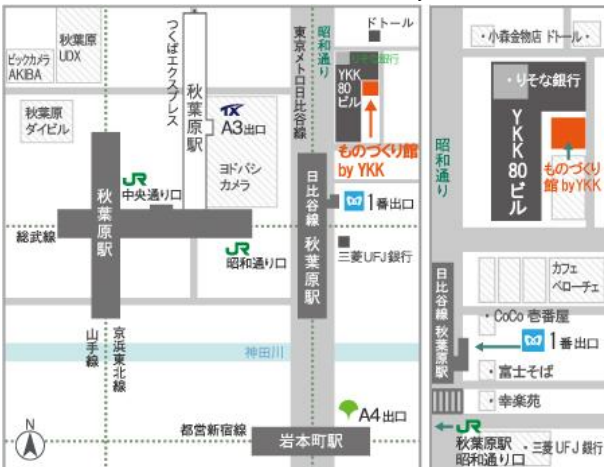 秋葉原
UDX
ビックカメラ
AKIBA
秋葉原
ダイビル
つくばエクスプレス
秋葉原駅
TX
A3出口
ヨドバシ
カメラ
東京メトロ日比谷線
昭和通り
ドトール
りそな銀行
YKK
80
ビル
ものづくり館
by YKK
JR
中央通り口
秋葉原駅
総武線
JR
昭和通り口
日比谷線 秋葉原駅
1番出口
三菱UFJ銀行
山手線
京浜東北線
神田川
N
都営新宿線
岩本町駅
A4出口
・小森金物店 ドトール・
・りそな銀行
YKK80ビル
昭和通り
ものづくり
館 by YKK
日比谷線 秋葉原駅
カフェ
ベローチェ
・CoCo 壱番屋
1番出口
・富士そば
・幸楽苑
JR
秋葉原駅
昭和通り口
・三菱UFJ銀行